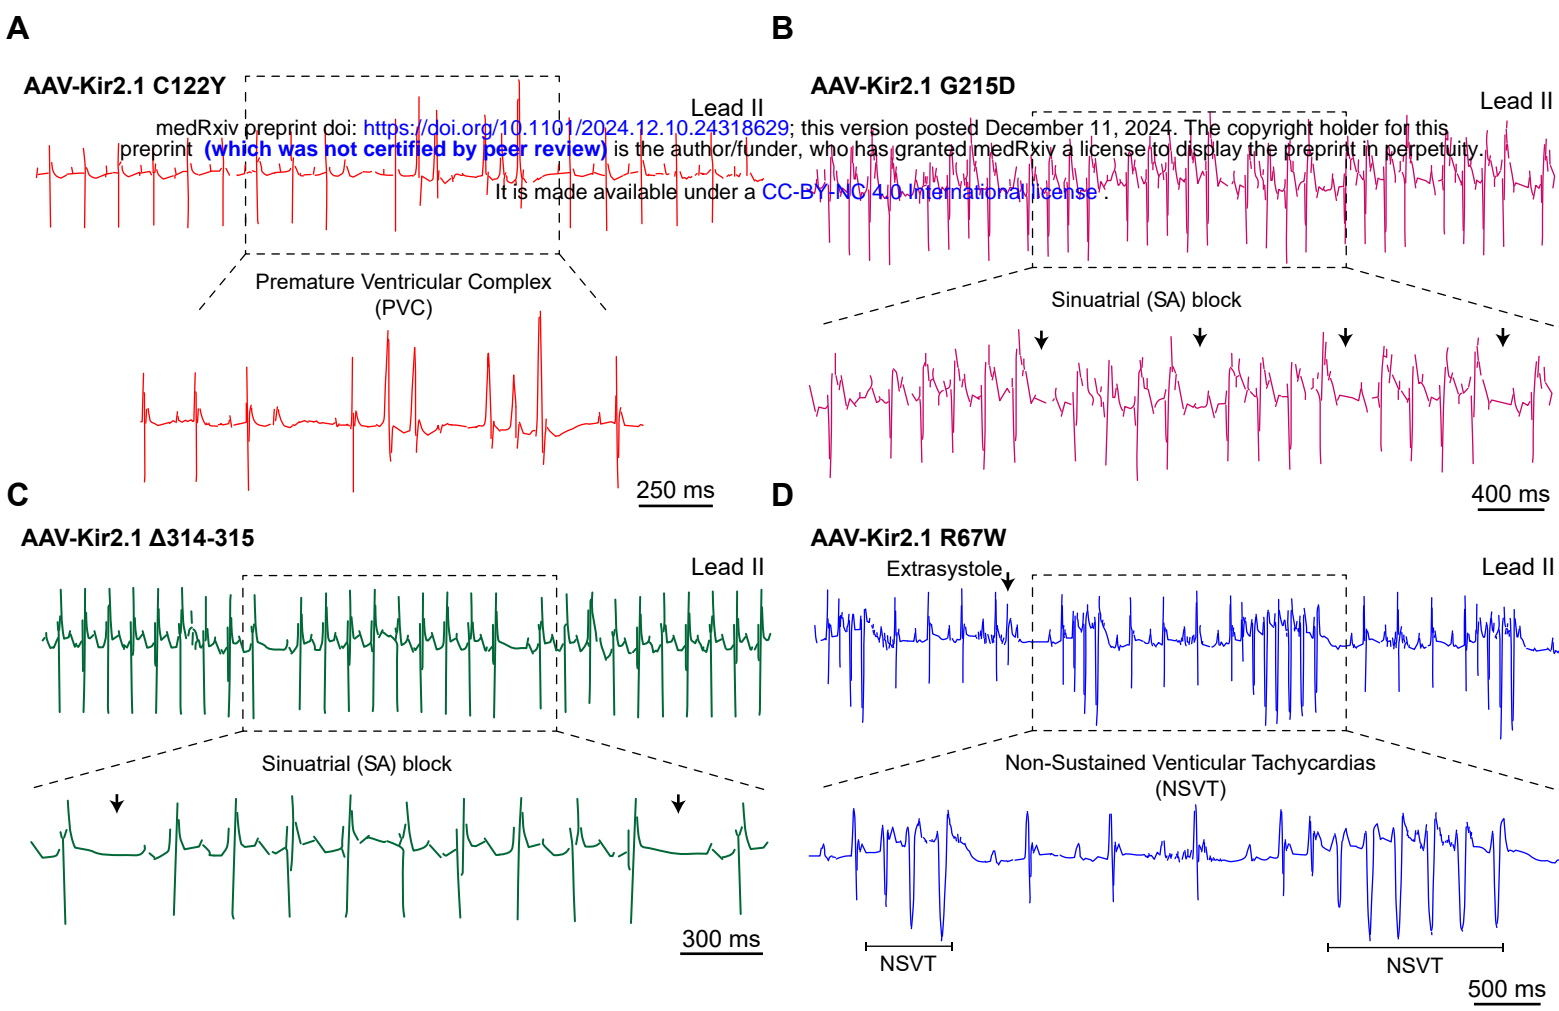 A
B
AAV-Kir2.1 C122Y
AAV-Kir2.1 G215D
Lead II
Lead II
medRxiv preprint doi: https://doi.org/10.1101/2024.12.10.24318629; this version posted December 11, 2024. The copyright holder for this
preprint (which was not certified by peer review) is the author/funder, who has granted medRxiv a license to display the preprint in perpetuity.
It is made available under a CC-BY-NC 4.0 International license .
Premature Ventricular Complex
(PVC)
250 ms
Sinuatrial (SA) block
400 ms
C
D
AAV-Kir2.1 Δ314-315
Lead II
Sinuatrial (SA) block
300 ms
AAV-Kir2.1 R67W
Extrasystole
Lead II
Non-Sustained Venticular Tachycardias
(NSVT)
NSVT
NSVT
500 ms